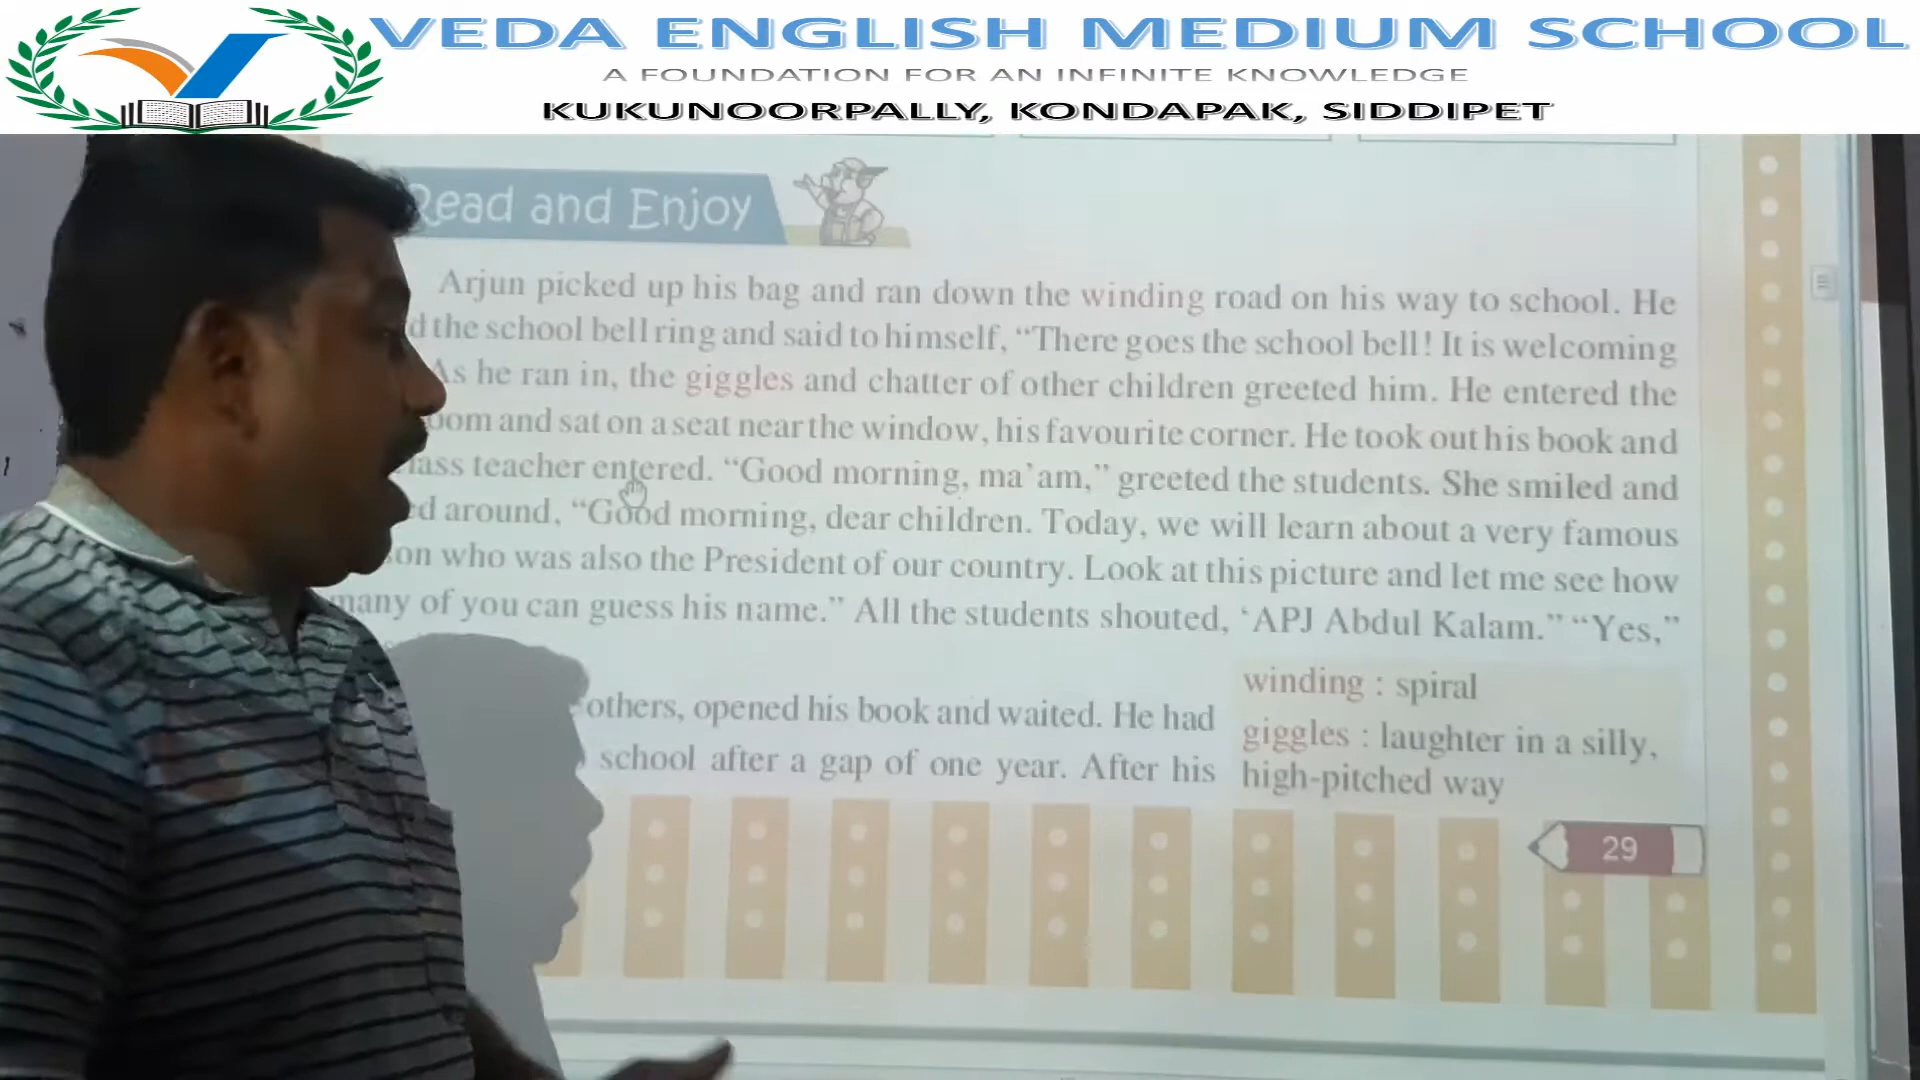 VEDA ENGLISH MEDIUM SCHOOL
A FOUNDATION FOR AN INFINITE KNOWLEDGE
KUKUNOORPALLY, KONDAPAK, SIDDIPET
Read and Enjoy
Arjun picked up his bag and ran down the winding road on his way to school. He
the school bell ring and said to himself, “There goes the school bell! It is welcoming
As he ran in, the giggles and chatter of other children greeted him. He entered the
and sat on a seat near the window, his favourite corner. He took out his book and
teacher entered. “Good morning, ma’am,” greeted the students. She smiled and
around, “Good morning, dear children. Today, we will learn about a very famous
who was also the President of our country. Look at this picture and let me see how
many of you can guess his name.” All the students shouted, ‘APJ Abdul Kalam.” “Yes,”
others, opened his book and waited. He had
school after a gap of one year. After his
winding : spiral
giggles : laughter in a silly,
high-pitched way
29